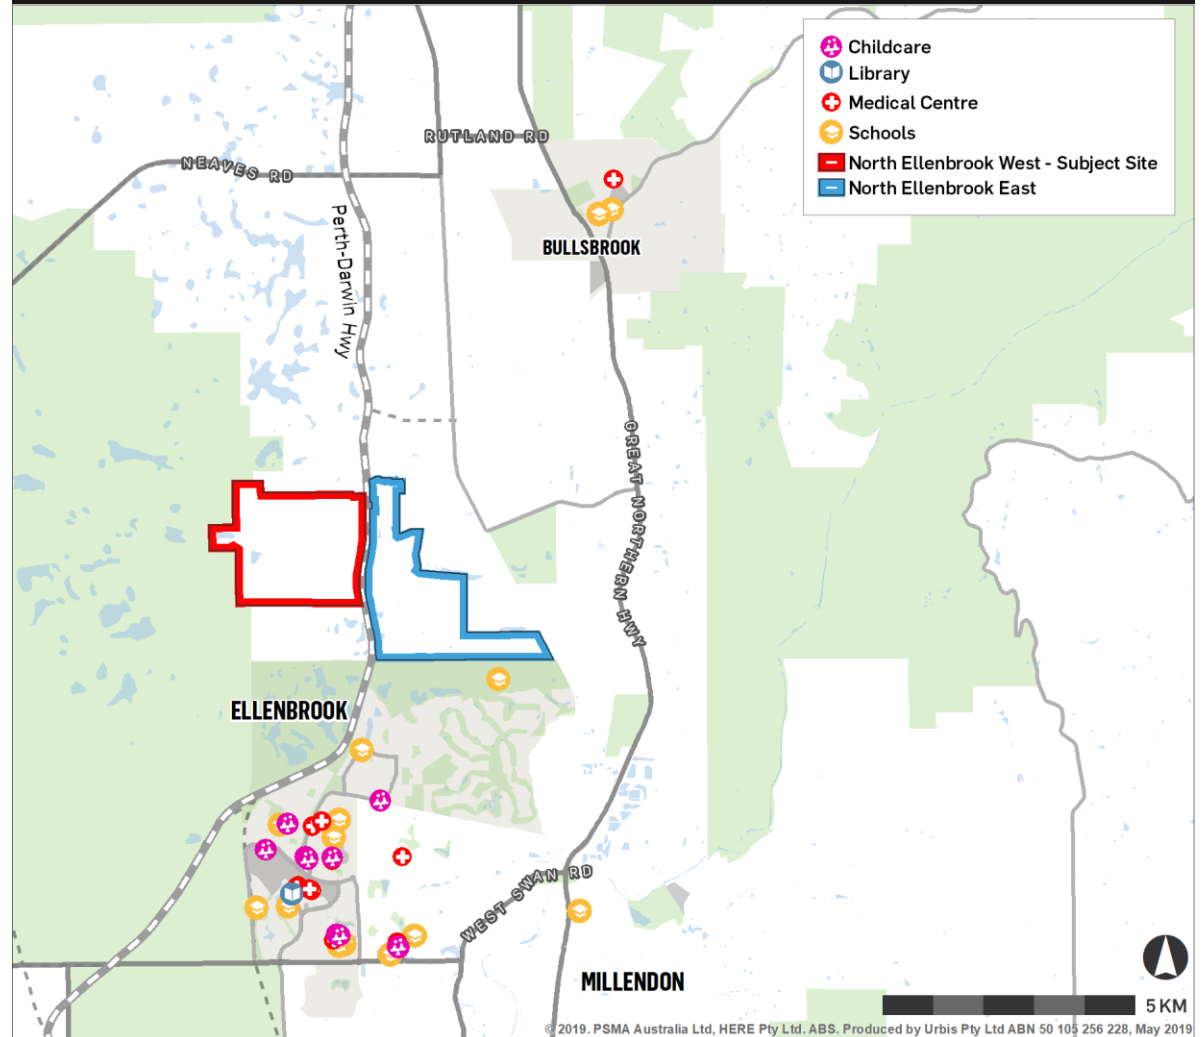 Childcare
Library
Medical Centre
Schools
North Ellenbrook West - Subject Site
North Ellenbrook East
RUTLAND RD
NEAVES RD
Perth-Darwin Hwy
BULLSBROOK
GREAT NORTHERN HWY
ELLENBROOK
WEST SWAN RD
MILLENDON
5 KM
© 2019. PSMA Australia Ltd, HERE Pty Ltd. ABS. Produced by Urbis Pty Ltd ABN 50 105 256 228, May 2019